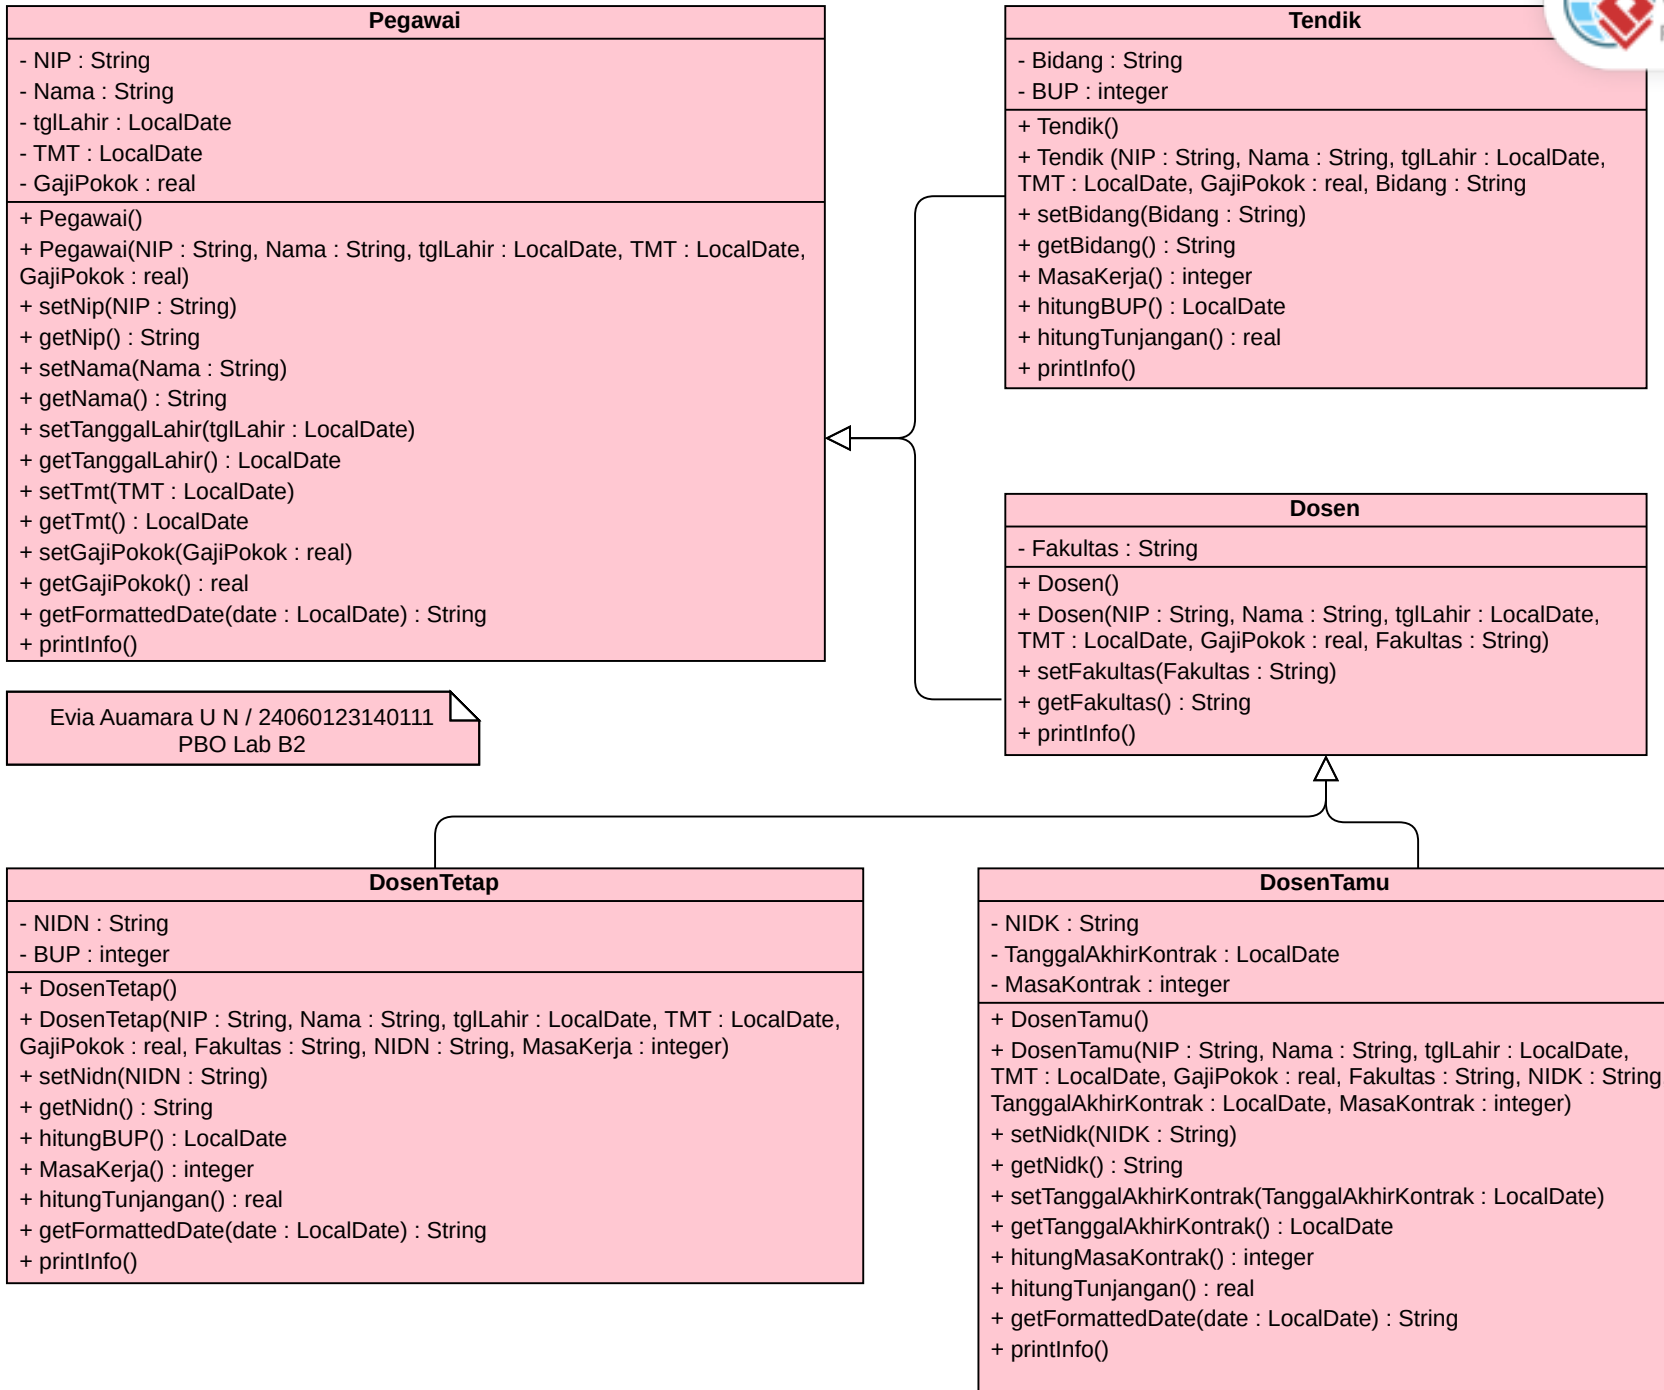 Pegawai
- NIP : String
- Nama : String
- tglLahir : LocalDate
- TMT : LocalDate
- GajiPokok : real
+ Pegawai()
+ Pegawai(NIP : String, Nama : String, tglLahir : LocalDate, TMT : LocalDate,
GajiPokok : real)
+ setNip(NIP : String)
+ getNip() : String
+ setNama(Nama : String)
+ getNama() : String
+ setTanggalLahir(tglLahir : LocalDate)
+ getTanggalLahir() : LocalDate
+ setTmt(TMT : LocalDate)
+ getTmt() : LocalDate
+ setGajiPokok(GajiPokok : real)
+ getGajiPokok() : real
+ getFormattedDate(date : LocalDate) : String
+ printInfo()
Tendik
- Bidang : String
- BUP : integer
+ Tendik()
+ Tendik (NIP : String, Nama : String, tglLahir : LocalDate,
TMT : LocalDate, GajiPokok : real, Bidang : String
+ setBidang(Bidang : String)
+ getBidang() : String
+ MasaKerja() : integer
+ hitungBUP() : LocalDate
+ hitungTunjangan() : real
+ printInfo()
Dosen
- Fakultas : String
+ Dosen()
+ Dosen(NIP : String, Nama : String, tglLahir : LocalDate,
TMT : LocalDate, GajiPokok : real, Fakultas : String)
+ setFakultas(Fakultas : String)
+ getFakultas() : String
+ printInfo()
Evia Auamara U N / 24060123140111
PBO Lab B2
DosenTetap
- NIDN : String
- BUP : integer
+ DosenTetap()
+ DosenTetap(NIP : String, Nama : String, tglLahir : LocalDate, TMT : LocalDate,
GajiPokok : real, Fakultas : String, NIDN : String, MasaKerja : integer)
+ setNidn(NIDN : String)
+ getNidn() : String
+ hitungBUP() : LocalDate
+ MasaKerja() : integer
+ hitungTunjangan() : real
+ getFormattedDate(date : LocalDate) : String
+ printInfo()
DosenTamu
- NIDK : String
- TanggalAkhirKontrak : LocalDate
- MasaKontrak : integer
+ DosenTamu()
+ DosenTamu(NIP : String, Nama : String, tglLahir : LocalDate,
TMT : LocalDate, GajiPokok : real, Fakultas : String, NIDK : String
TanggalAkhirKontrak : LocalDate, MasaKontrak : integer)
+ setNidk(NIDK : String)
+ getNidk() : String
+ setTanggalAkhirKontrak(TanggalAkhirKontrak : LocalDate)
+ getTanggalAkhirKontrak() : LocalDate
+ hitungMasaKontrak() : integer
+ hitungTunjangan() : real
+ getFormattedDate(date : LocalDate) : String
+ printInfo()